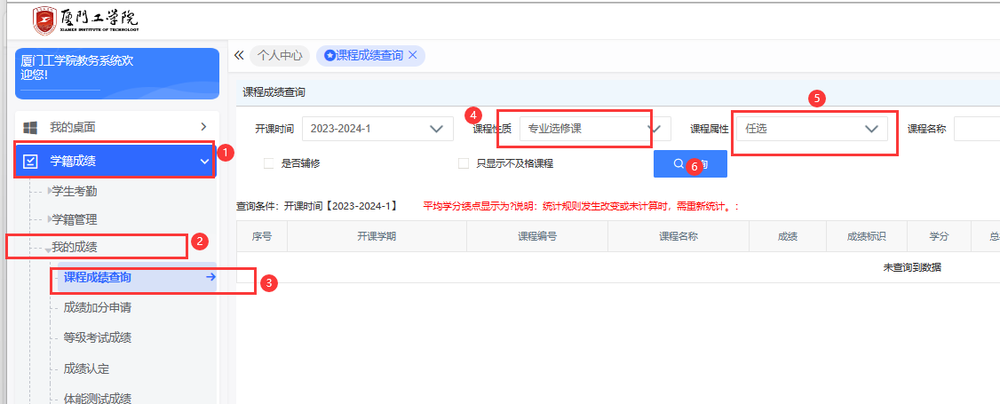 厦門工学院
XIAMEN INSTITUTE OF TECHNOLOGY
厦门工学院教务系统欢
迎您!
个人中心
课程成绩查询
我的桌面
学籍成绩
1
学生考勤
学籍管理
我的成绩
2
课程成绩查询
3
成绩加分申请
等级考试成绩
成绩认定
体能测试成绩
课程成绩查询
开课时间 2023-2024-1
4
课程性质 专业选修课
5
课程属性 任选
课程名称
是否辅修
只显示不及格课程
6
询
查询条件：开课时间【2023-2024-1】 平均学分绩点显示为?说明：统计规则发生改变或未计算时，需重新统计。：
序号 开课学期 课程编号 课程名称 成绩 成绩标识 学分 总
未查询到数据